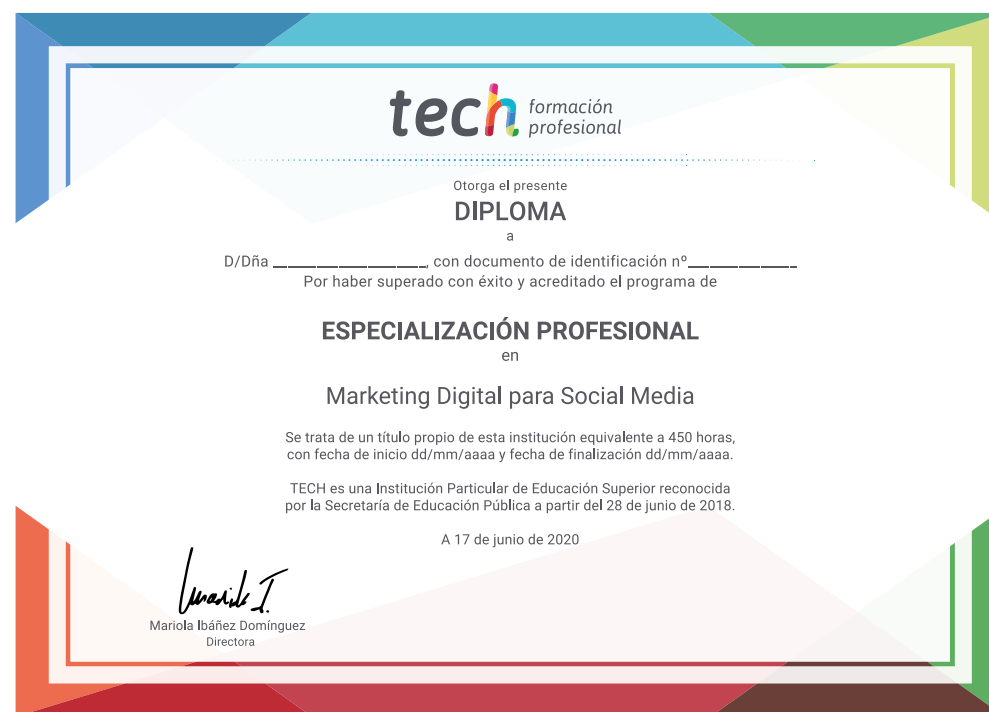 tech formación
profesional
Otorga el presente
DIPLOMA
a
D/Dña ____________________, con documento de identificación nº______________
Por haber superado con éxito y acreditado el programa de
ESPECIALIZACIÓN PROFESIONAL
en
Marketing Digital para Social Media
Se trata de un título propio de esta institución equivalente a 450 horas,
con fecha de inicio dd/mm/aaaa y fecha de finalización dd/mm/aaaa.
TECH es una Institución Particular de Educación Superior reconocida
por la Secretaría de Educación Pública a partir del 28 de junio de 2018.
A 17 de junio de 2020
Mariola Ibáñez Domínguez
Directora